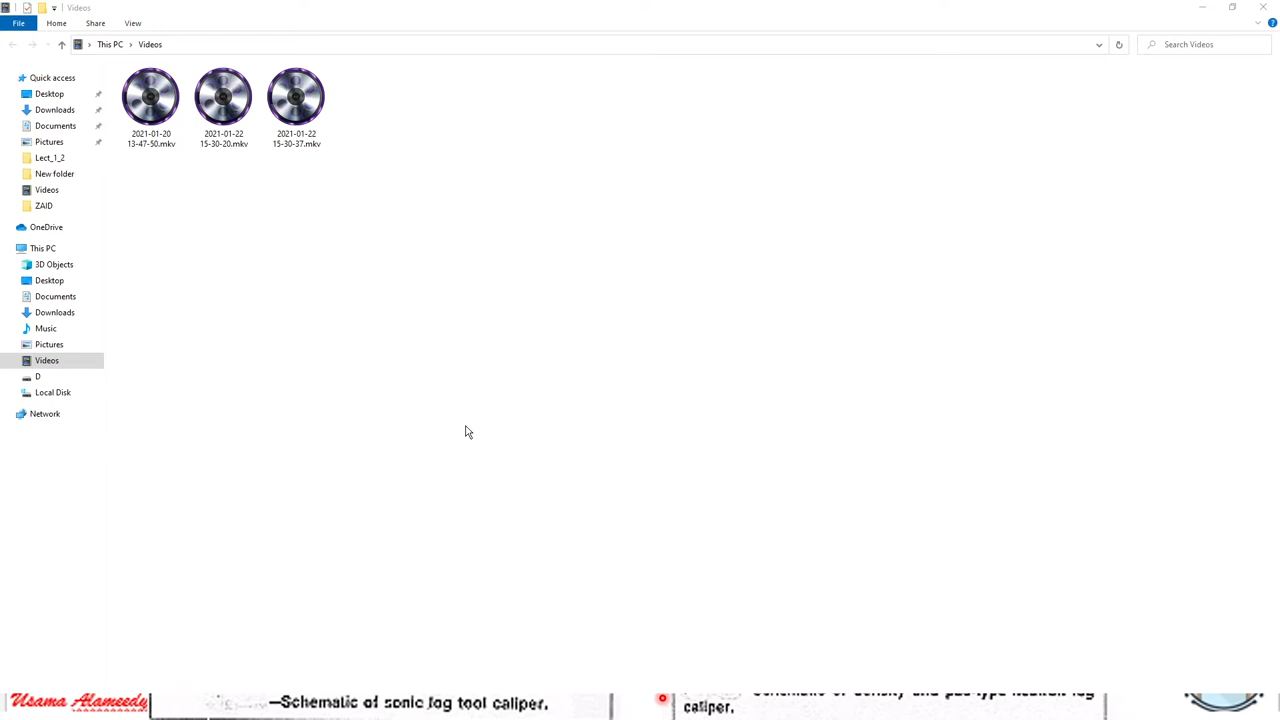 Videos
File Home Share View
This PC Videos
Search Videos
Quick access
Desktop
Downloads
Documents
Pictures
Lect_1_2
New folder
Videos
ZAID
OneDrive
This PC
3D Objects
Desktop
Documents
Downloads
Music
Pictures
Videos
D
Local Disk
Network
2021-01-20
13-47-50.mkv
2021-01-22
15-30-20.mkv
2021-01-22
15-30-37.mkv
Usama Alameedy
—Schematic of sonic log tool caliper.
caliper.